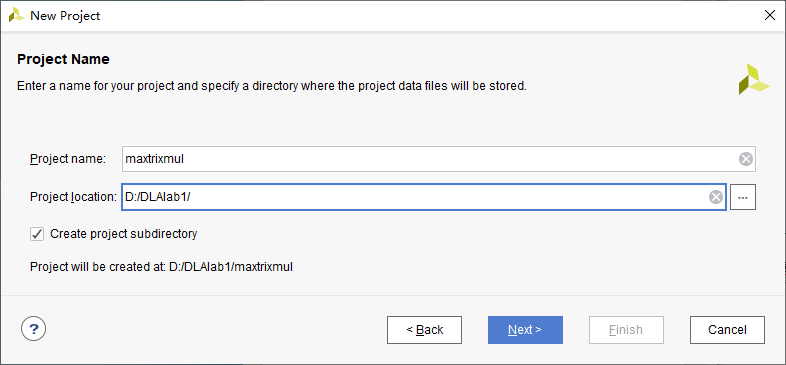 New Project
Project Name
Enter a name for your project and specify a directory where the project data files will be stored.
Project name: maxtrixmul
Project location: D:/DLAlab1/ ...
Create project subdirectory
Project will be created at: D:/DLAlab1/maxtrixmul
? < Back Next > Finish Cancel